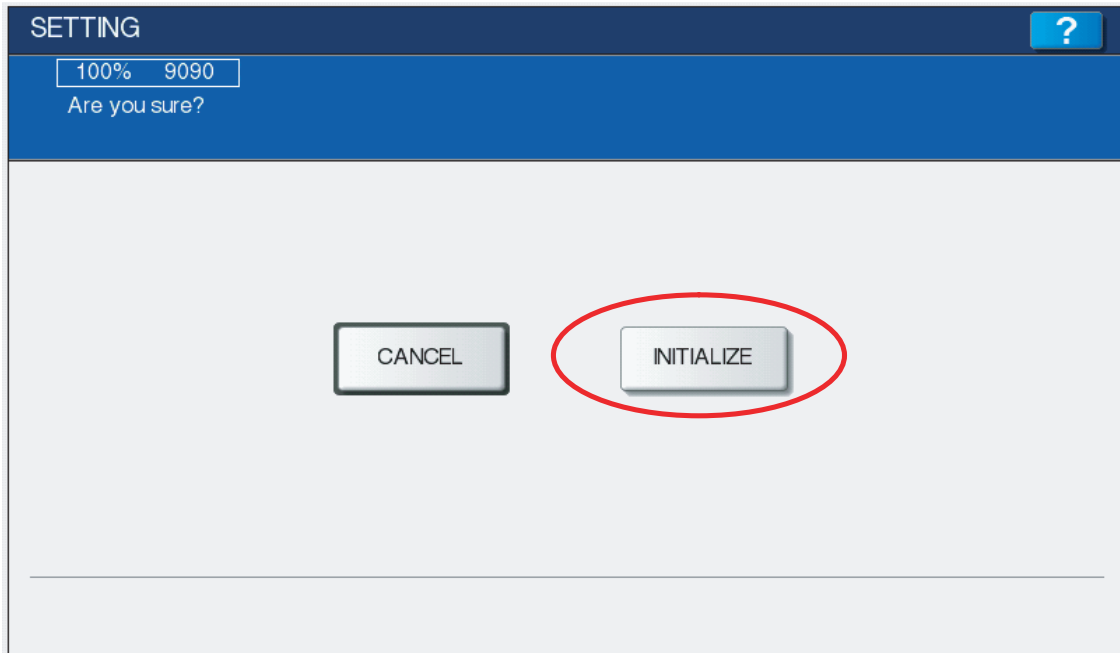 SETTING
?
100% 9090
Are you sure?
CANCEL
INITIALIZE